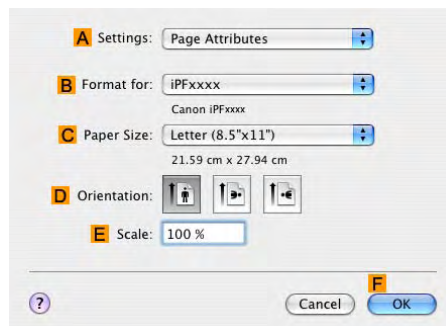 A Settings: Page Attributes
B Format for: iPFxxxx
Canon iPFxxxx
C Paper Size: Letter (8.5"x11")
21.59 cm x 27.94 cm
D Orientation:
E Scale: 100 %
F
? Cancel OK